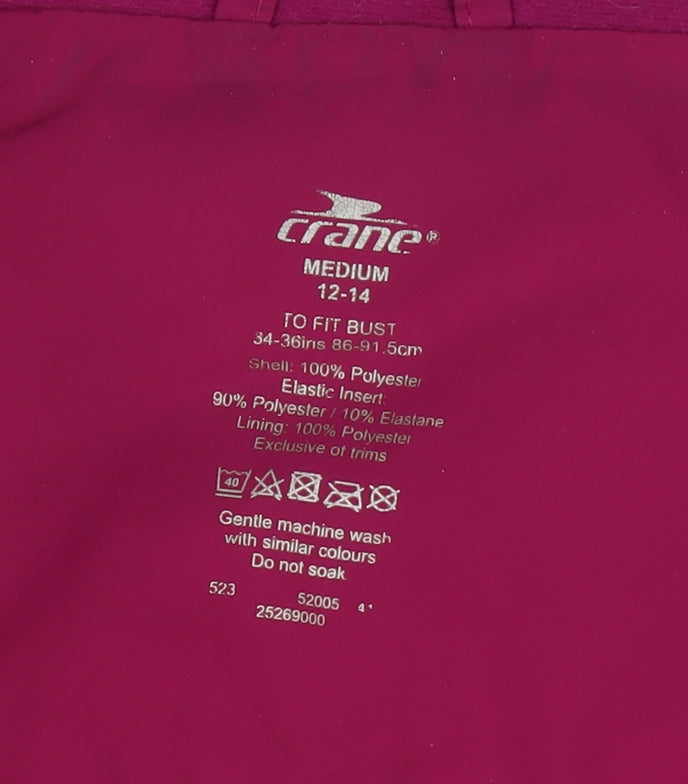 crane®
MEDIUM
12-14
TO FIT BUST
34-36ins 86-91.5cm
Shell: 100% Polyester
Elastic Insert:
90% Polyester / 10% Elastane
Lining: 100% Polyester
Exclusive of trims
40
Gentle machine wash
with similar colours
Do not soak
523 52005
25269000